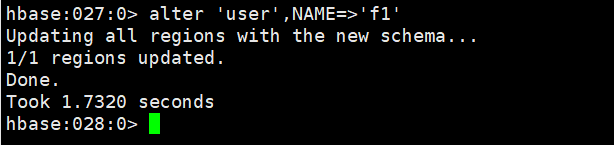 hbase:027:0> alter 'user',NAME=>'f1'
Updating all regions with the new schema...
1/1 regions updated.
Done.
Took 1.7320 seconds
hbase:028:0>